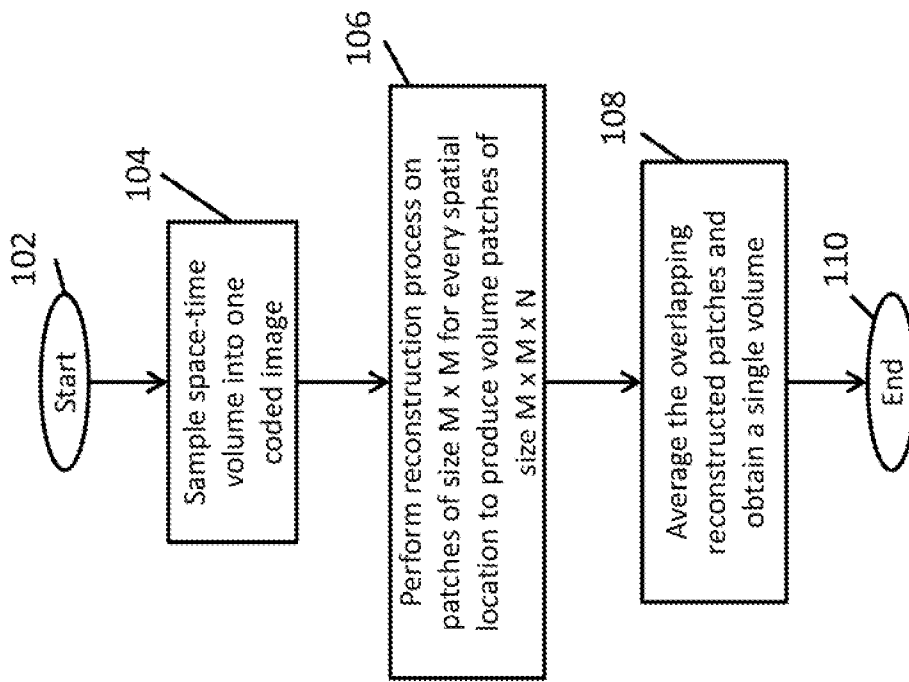 102
Start
104
Sample space-time
volume into one
coded image
106
Perform reconstruction process on
patches of size M x M for every spatial
location to produce volume patches of
size M x M x N
108
Average the overlapping
reconstructed patches and
obtain a single volume
110
End